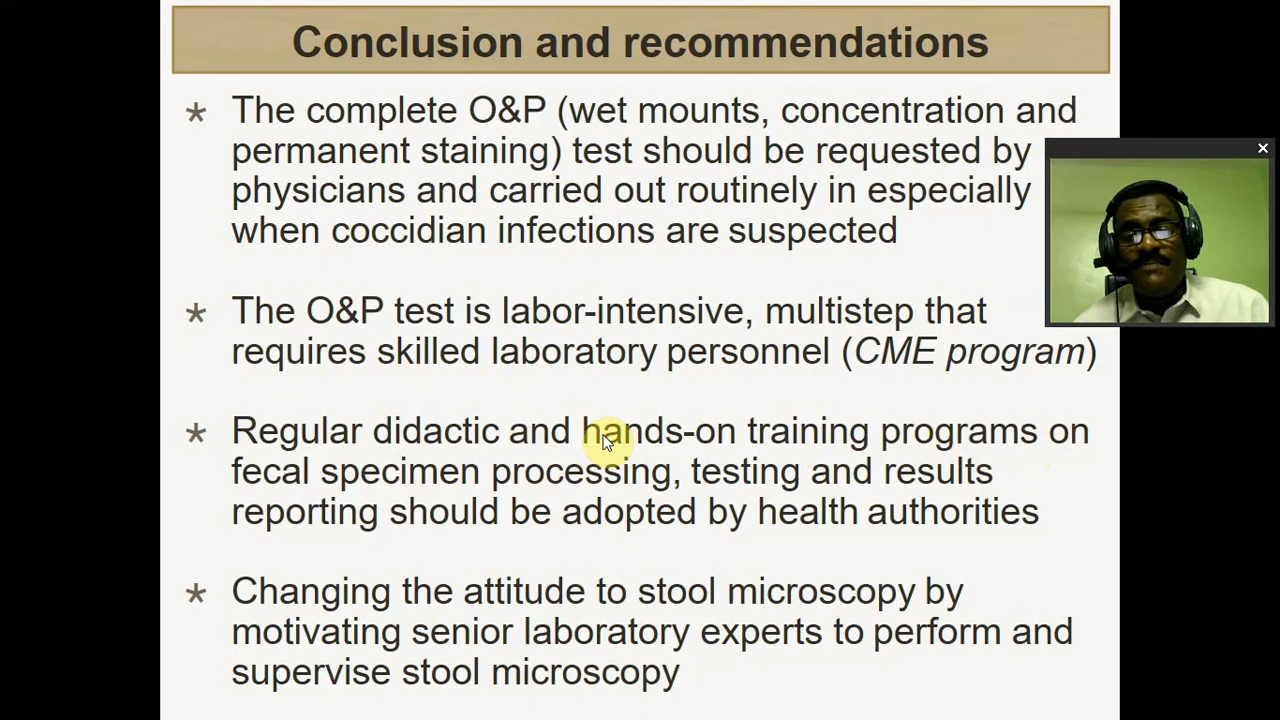 Conclusion and recommendations
* The complete O&P (wet mounts, concentration and
permanent staining) test should be requested by
physicians and carried out routinely in especially
when coccidian infections are suspected
* The O&P test is labor-intensive, multistep that
requires skilled laboratory personnel (CME program)
* Regular didactic and hands-on training programs on
fecal specimen processing, testing and results
reporting should be adopted by health authorities
* Changing the attitude to stool microscopy by
motivating senior laboratory experts to perform and
supervise stool microscopy